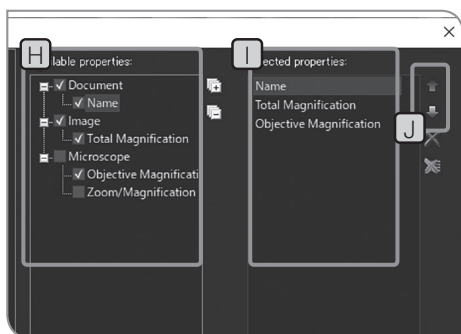 H
lable properties:
Document
Name
Image
Total Magnification
Microscope
Objective Magnificati
Zoom/Magnification
I
ected properties:
Name
Total Magnification
Objective Magnification
J